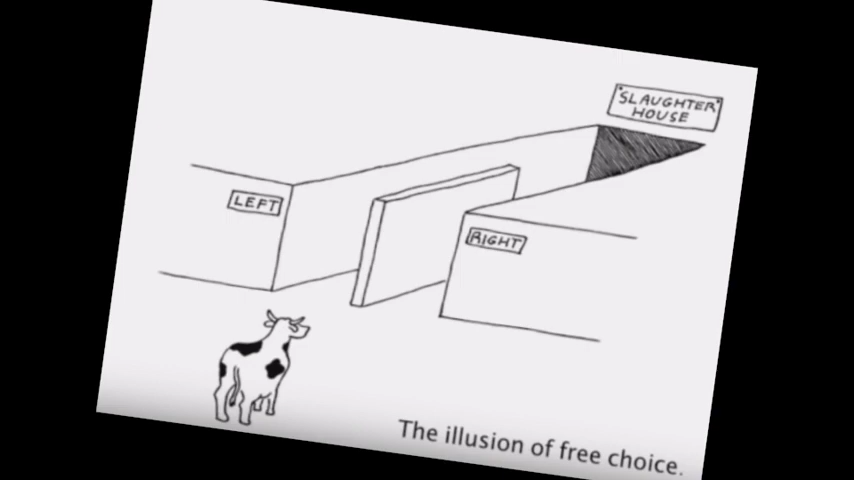 SLAUGHTER
HOUSE
LEFT
RIGHT
The illusion of free choice.